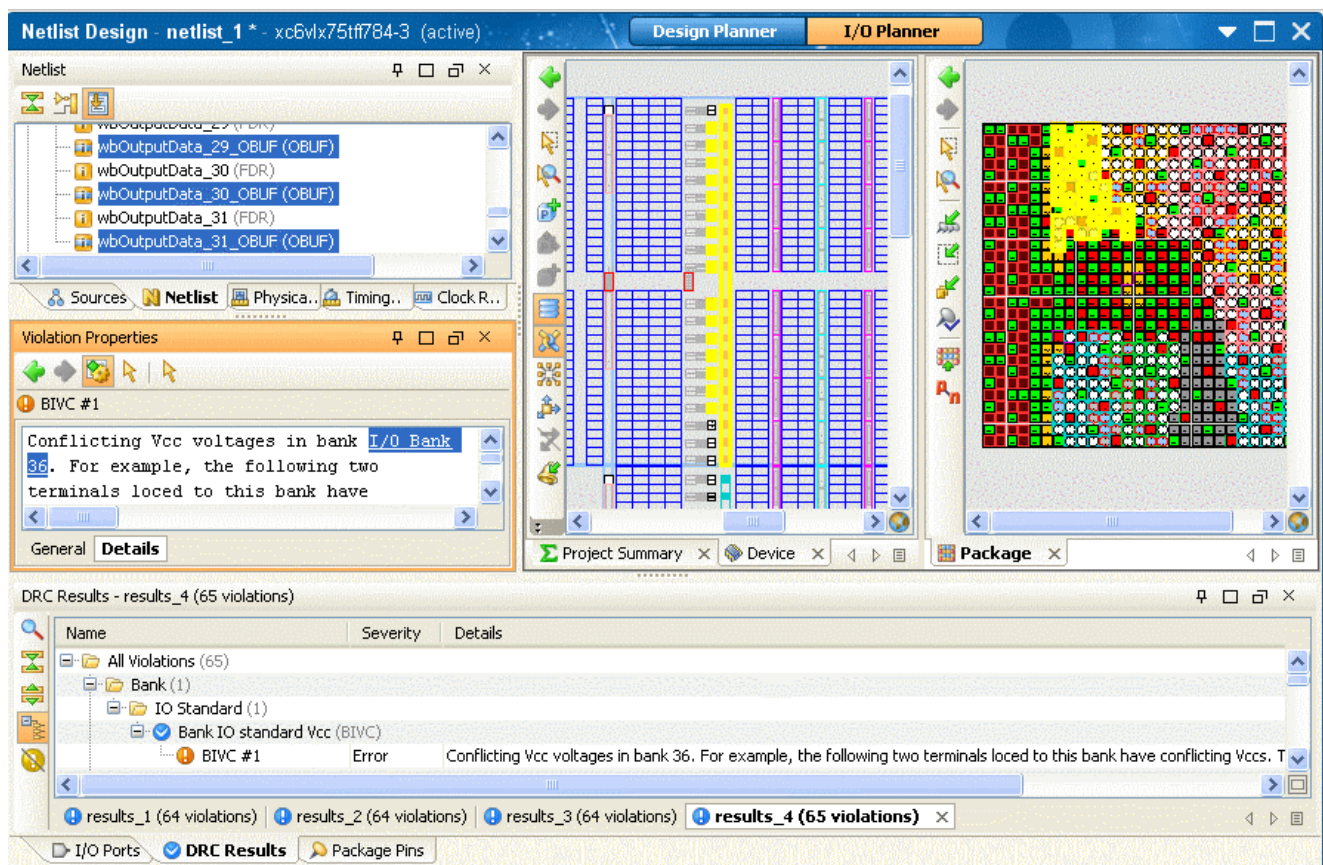 Netlist Design - netlist_1 * - xc6vlx75tff784-3 (active)
Design Planner
I/O Planner
Netlist
wbOutputData_29 (FDR)
wbOutputData_29_OBUF (OBUF)
wbOutputData_30 (FDR)
wbOutputData_30_OBUF (OBUF)
wbOutputData_31 (FDR)
wbOutputData_31_OBUF (OBUF)
Sources
Netlist
Physica..
Timing..
Clock R..
Violation Properties
BIVC #1
Conflicting Vcc voltages in bank I/O Bank
36. For example, the following two
terminals loced to this bank have
General
Details
Project Summary
Device
Package
DRC Results - results_4 (65 violations)
Name
Severity
Details
All Violations (65)
Bank (1)
IO Standard (1)
Bank IO standard Vcc (BIVC)
BIVC #1
Error
Conflicting Vcc voltages in bank 36. For example, the following two terminals loced to this bank have conflicting Vccs. T
results_1 (64 violations)
results_2 (64 violations)
results_3 (64 violations)
results_4 (65 violations)
I/O Ports
DRC Results
Package Pins